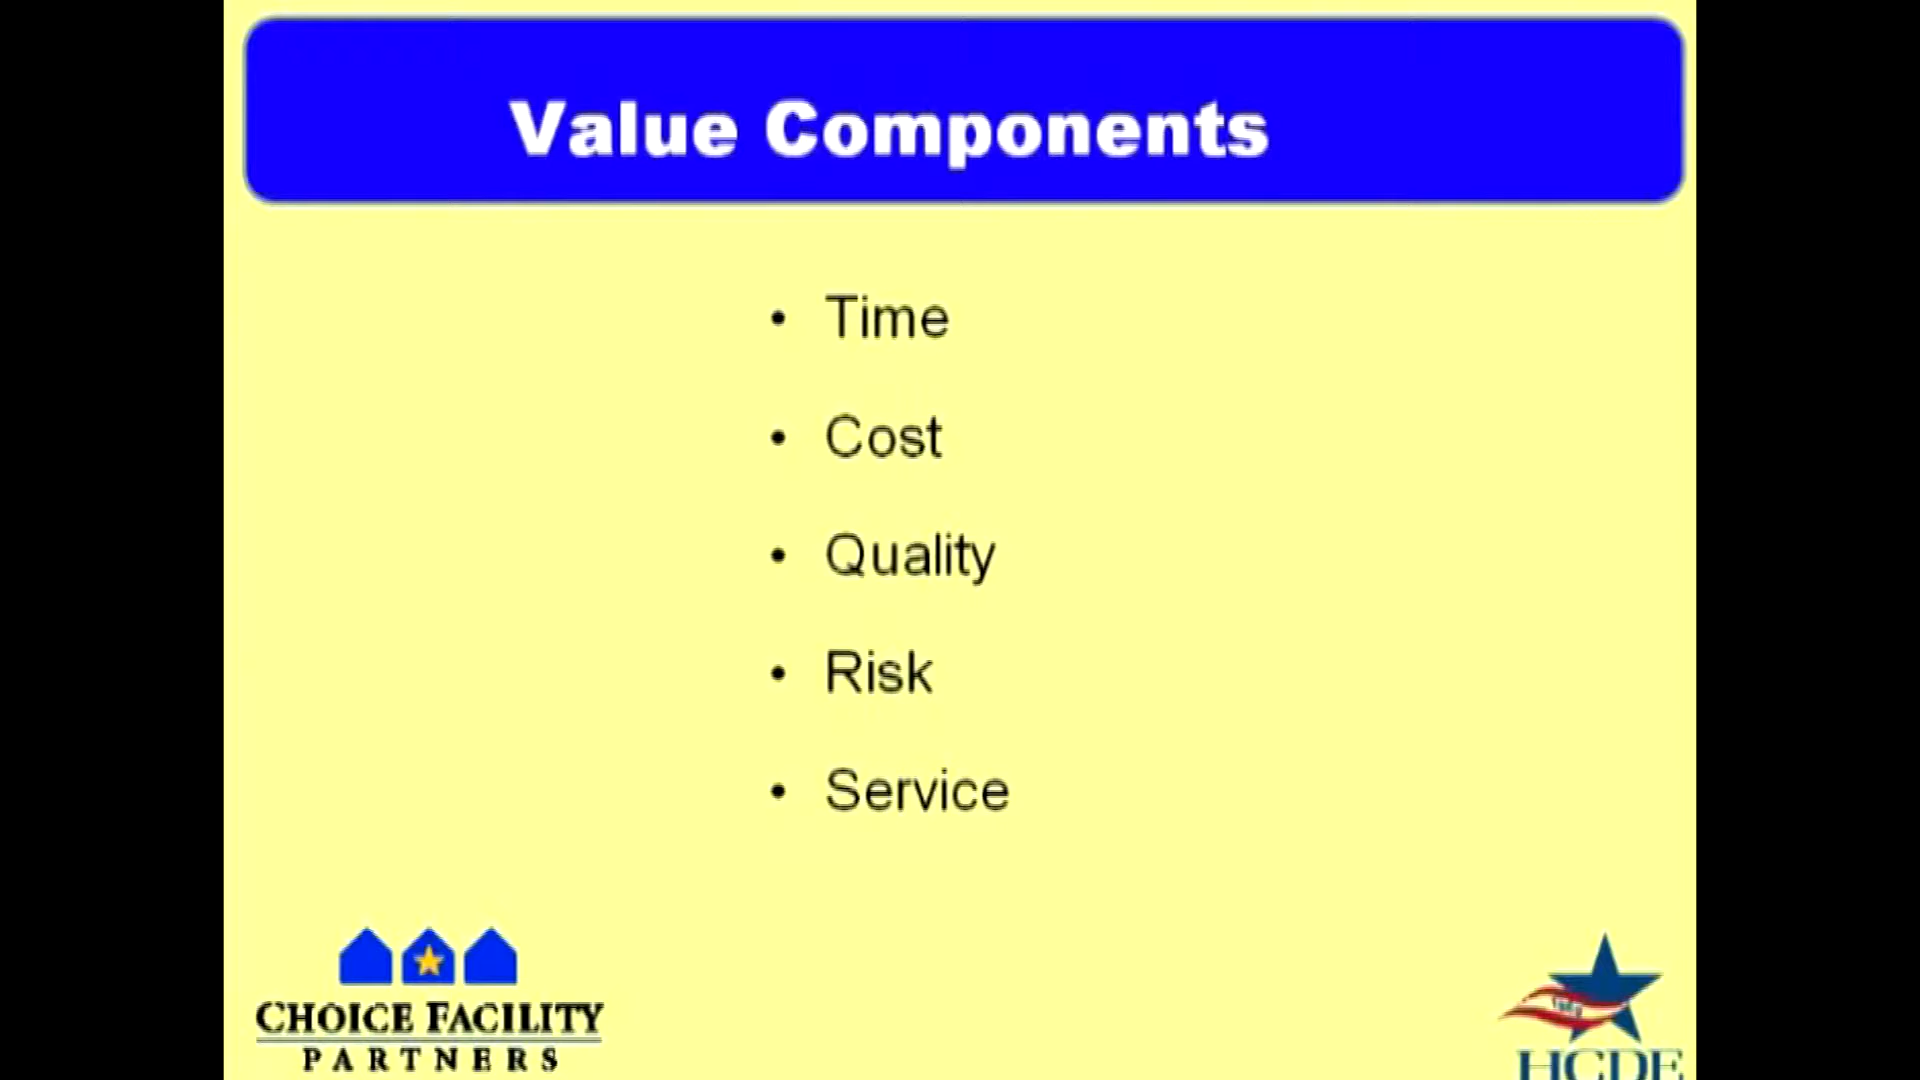 Value Components
• Time
• Cost
• Quality
• Risk
• Service
CHOICE FACILITY
PARTNERS
HCDE